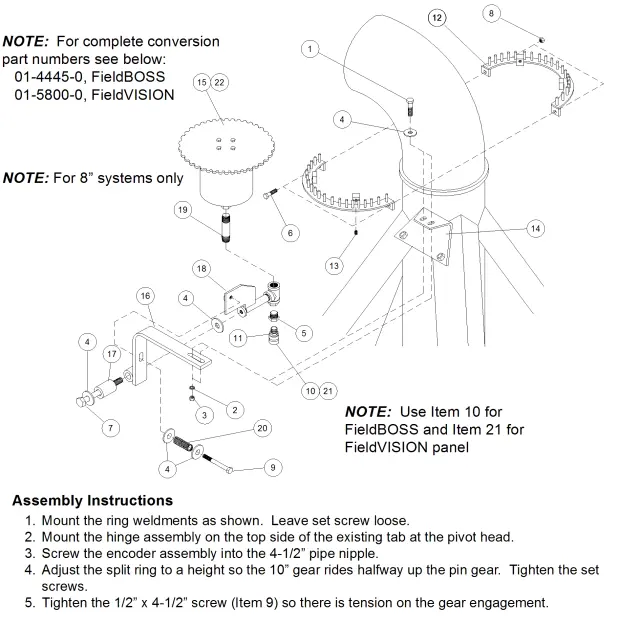 NOTE: For complete conversion
part numbers see below:
01-4445-0, FieldBOSS
01-5800-0, FieldVISION
NOTE: For 8” systems only
1
12
8
15 22
4
19
6
13
14
18
4
16
11
5
4
17
10 21
7
3
2
20
4
9
NOTE: Use Item 10 for
FieldBOSS and Item 21 for
FieldVISION panel
Assembly Instructions
1. Mount the ring weldments as shown. Leave set screw loose.
2. Mount the hinge assembly on the top side of the existing tab at the pivot head.
3. Screw the encoder assembly into the 4-1/2” pipe nipple.
4. Adjust the split ring to a height so the 10” gear rides halfway up the pin gear. Tighten the set
screws.
5. Tighten the 1/2” x 4-1/2” screw (Item 9) so there is tension on the gear engagement.